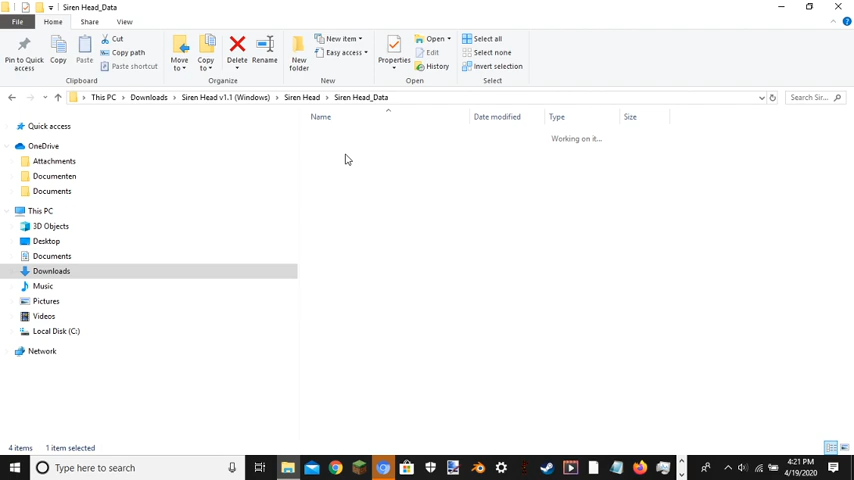 Siren Head_Data
File Home Share View
Pin to Quick access
Copy
Paste
Cut
Copy path
Paste shortcut
Clipboard
Move to
Copy to
Delete
Rename
Organize
New folder
New item
Easy access
New
Properties
Open
Edit
History
Open
Select all
Select none
Invert selection
Select
This PC > Downloads > Siren Head v1.1 (Windows) > Siren Head > Siren Head_Data
Search Sir...
Name Date modified Type Size
Working on it...
Quick access
OneDrive
Attachments
Documenten
Documents
This PC
3D Objects
Desktop
Documents
Downloads
Music
Pictures
Videos
Local Disk (C:)
Network
4 items 1 item selected
Type here to search
4:21 PM
4/19/2020